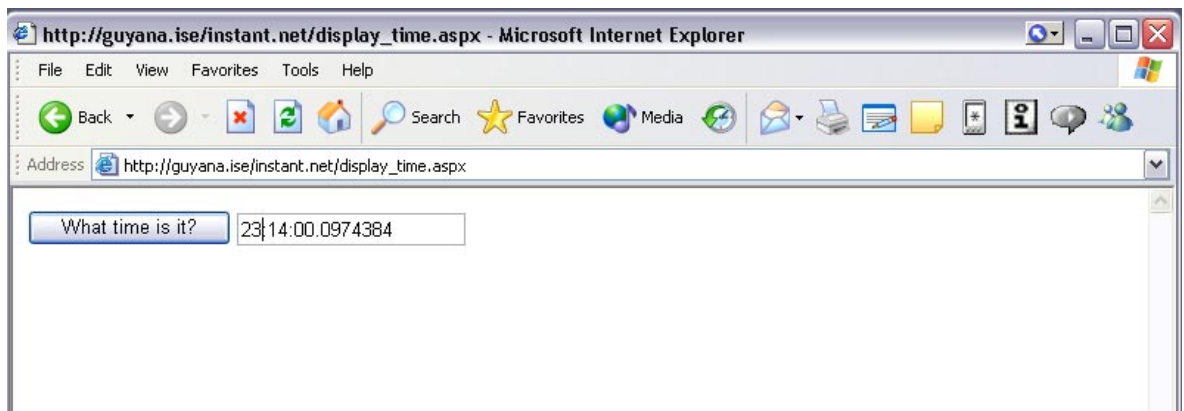 http://guyana.ise/instant.net/display_time.aspx - Microsoft Internet Explorer
File Edit View Favorites Tools Help
Back Search Favorites Media
Address http://guyana.ise/instant.net/display_time.aspx
What time is it? 23:14:00.0974384